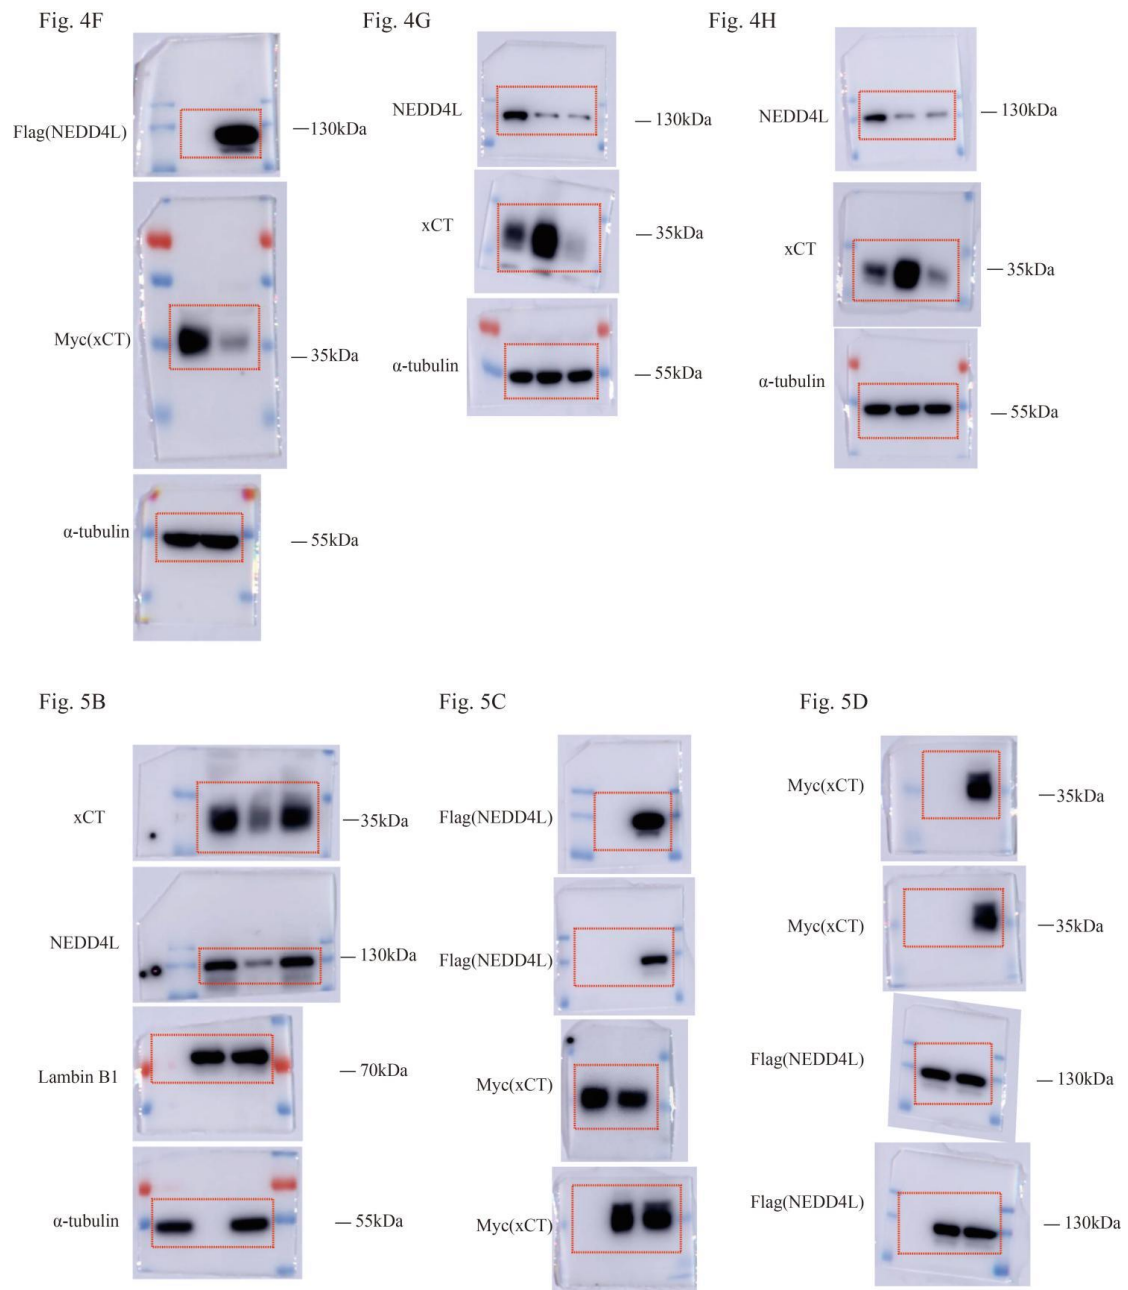 Fig. 4F
Flag(NEDD4L)
130kDa
Myc(xCT)
35kDa
α-tubulin
55kDa
Fig. 4G
NEDD4L
130kDa
xCT
35kDa
α-tubulin
55kDa
Fig. 4H
NEDD4L
130kDa
xCT
35kDa
α-tubulin
55kDa
Fig. 5B
xCT
35kDa
NEDD4L
130kDa
Lambin B1
70kDa
α-tubulin
55kDa
Fig. 5C
Flag(NEDD4L)
Flag(NEDD4L)
Myc(xCT)
Myc(xCT)
Fig. 5D
Myc(xCT)
35kDa
Myc(xCT)
35kDa
Flag(NEDD4L)
130kDa
Flag(NEDD4L)
130kDa